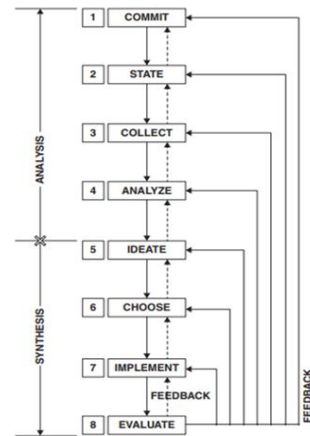 1 COMMIT
2 STATE
3 COLLECT
4 ANALYZE
5 IDEATE
6 CHOOSE
7 IMPLEMENT
FEEDBACK
8 EVALUATE
ANALYSIS
SYNTHESIS
FEEDBACK